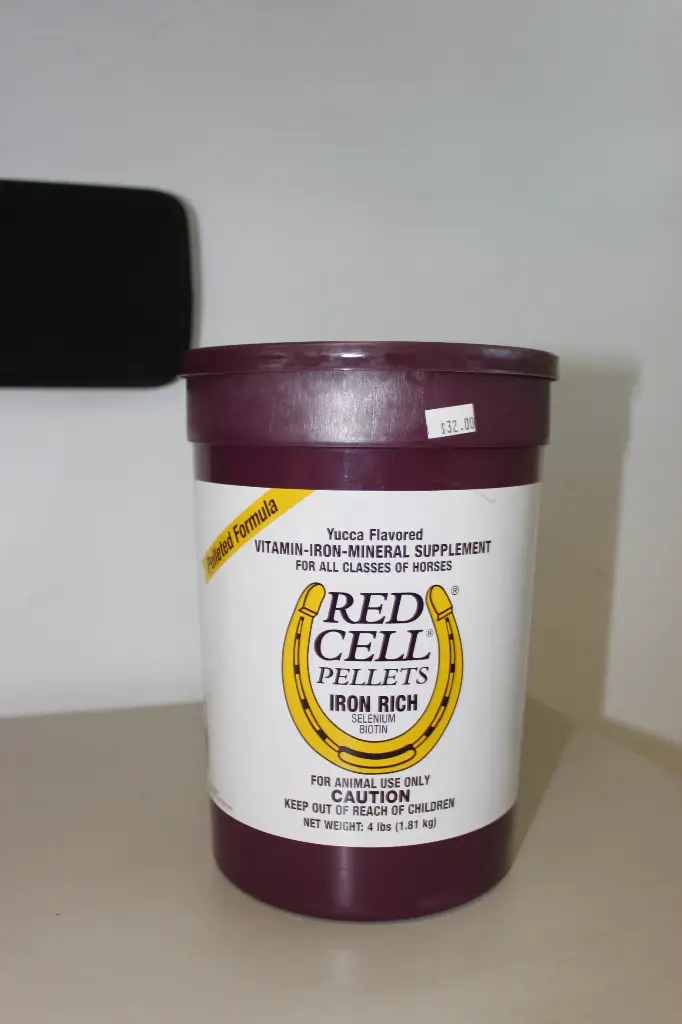 $32.00
Pelleted Formula
Yucca Flavored
VITAMIN-IRON-MINERAL SUPPLEMENT
FOR ALL CLASSES OF HORSES
RED
CELL®
PELLETS
®
IRON RICH
SELENIUM
BIOTIN
FOR ANIMAL USE ONLY
CAUTION
KEEP OUT OF REACH OF CHILDREN
NET WEIGHT: 4 lbs (1.81 kg)